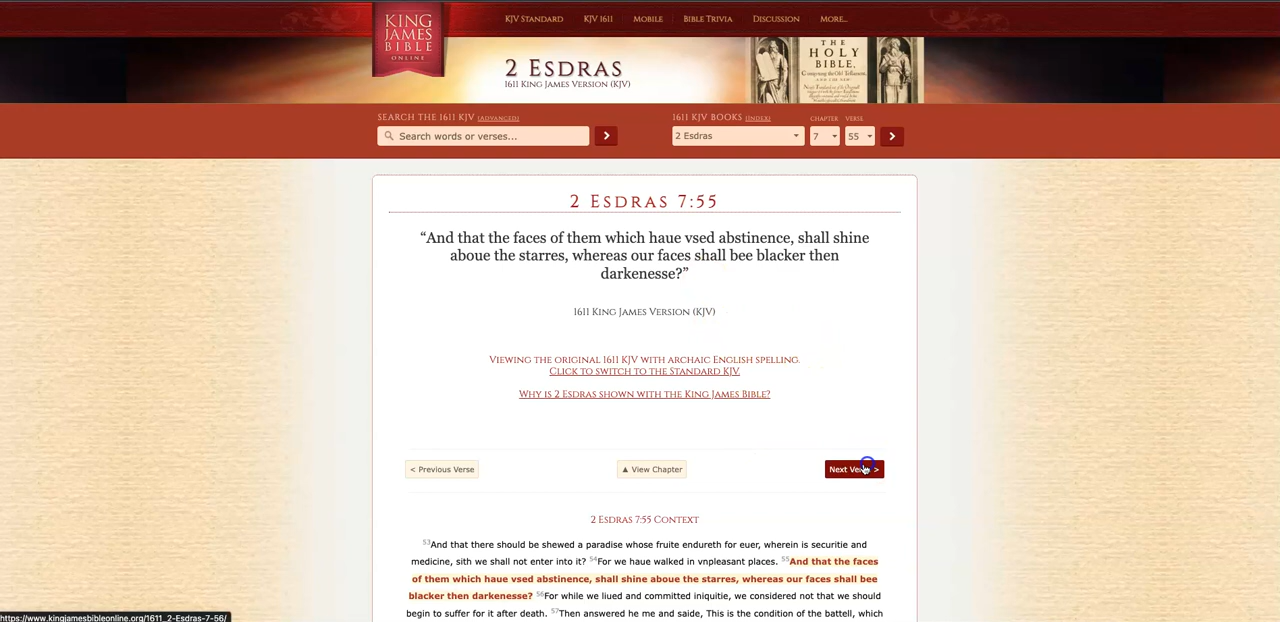 KING
JAMES
BIBLE
ONLINE
KJV Standard
KJV 1611
Mobile
Bible Trivia
Discussion
More...
2 Esdras
1611 King James Version (KJV)
THE
HOLY
BIBLE,
Search the 1611 KJV (Advanced)
1611 KJV Books (Index)
Chapter
Verse
Search words or verses...
2 Esdras
7
55
2 Esdras 7:55
“And that the faces of them which haue vsed abstinence, shall shine
aboue the starres, whereas our faces shall bee blacker then
darkenesse?”
1611 King James Version (KJV)
Viewing the original 1611 KJV with archaic English spelling.
Click to switch to the Standard KJV.
Why is 2 Esdras shown with the King James Bible?
< Previous Verse
▲ View Chapter
Next Ve >
2 Esdras 7:55 Context
53And that there should be shewed a paradise whose fruite endureth for euer, wherein is securitie and
medicine, sith we shall not enter into it? 54For we haue walked in vnpleasant places. 55And that the faces
of them which haue vsed abstinence, shall shine aboue the starres, whereas our faces shall bee
blacker then darkenesse? 56For while we liued and committed iniquitie, we considered not that we should
begin to suffer for it after death. 57Then answered he me and saide, This is the condition of the battell, which
https://www.kingjamesbibleonline.org/1611_2-Esdras-7-56/